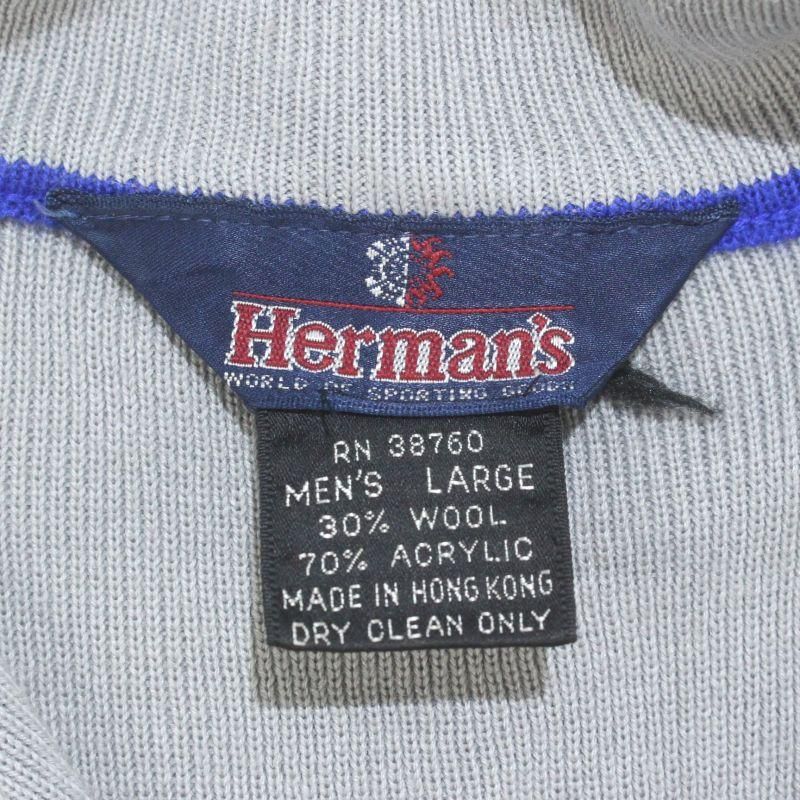 Herman's
WORLD OF SPORTING GOODS
RN 38760
MEN'S LARGE
30% WOOL
70% ACRYLIC
MADE IN HONG KONG
DRY CLEAN ONLY